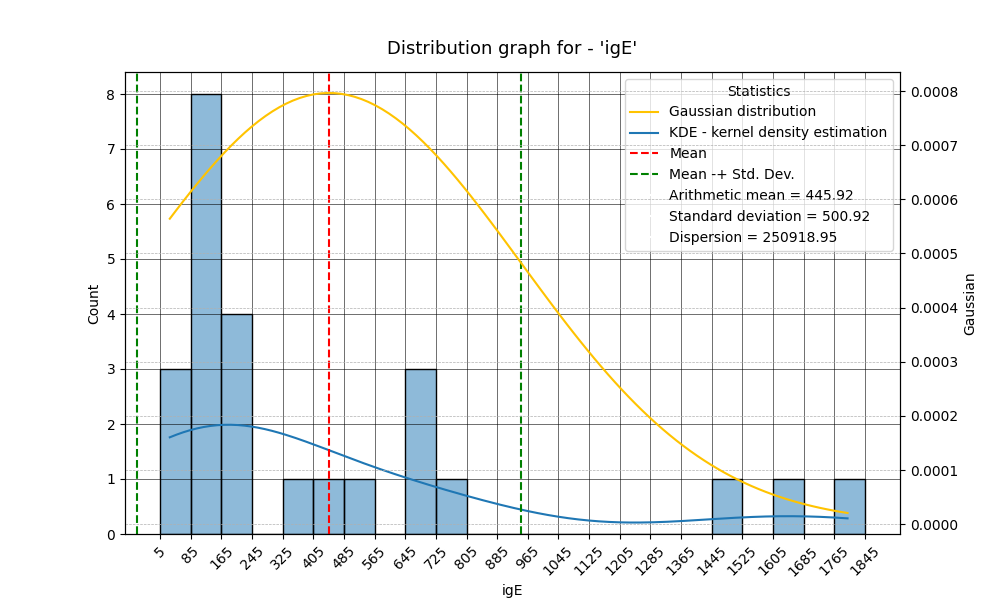 Distribution graph for - 'igE'
Statistics
Gaussian distribution
KDE - kernel density estimation
Mean
Mean -+ Std. Dev.
Arithmetic mean = 445.92
Standard deviation = 500.92
Dispersion = 250918.95
Count
8
7
6
5
4
3
2
1
0
0.0008
0.0007
0.0006
0.0005
0.0004
0.0003
0.0002
0.0001
0.0000
Gaussian
5 85 165 245 325 405 485 565 645 725 805 885 965 1045 1125 1205 1285 1365 1445 1525 1605 1685 1765 1845
igE